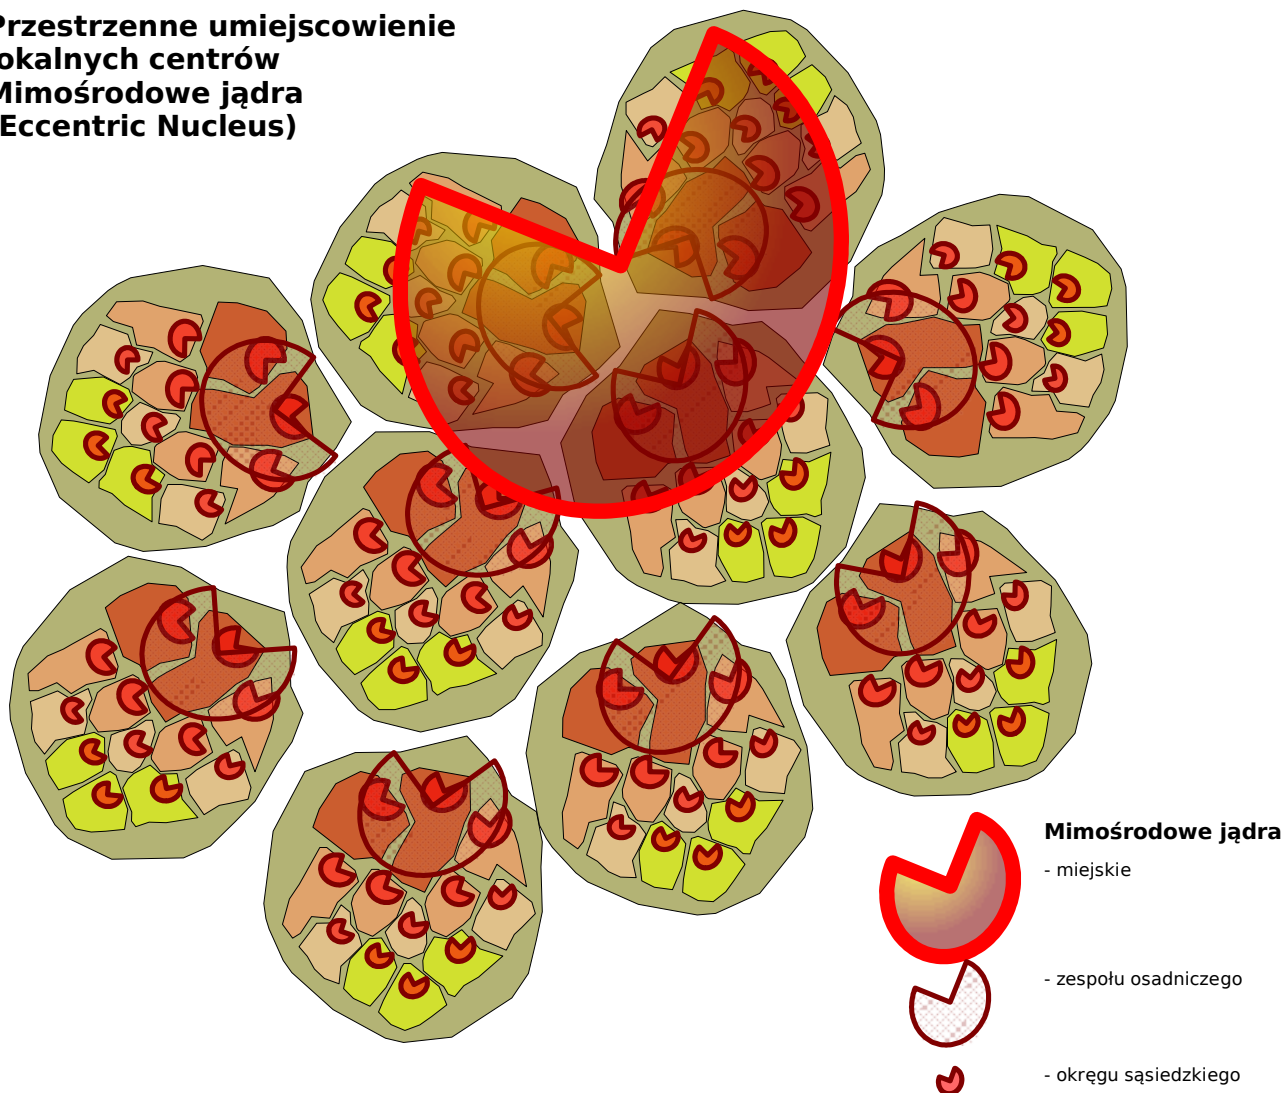 Przestrzenne umiejscowienie
okalnych centrów
Mimośrodowe jądra
Eccentric Nucleus)
Mimośrodowe jądra
- miejskie
- zespołu osadniczego
- okręgu sąsiedzkiego